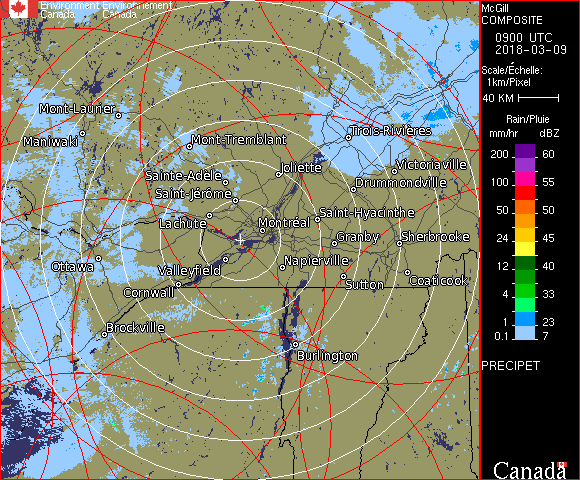 Environment Environnement
Canada Canada
McGill
COMPOSITE
0900 UTC
2018-03-09
Scale/Échelle:
1km/Pixel
40 KM
Rain/Pluie
mm/hr dBZ
200 60
150 55
100 55
50 50
24 45
12 40
4 33
1 23
0.1 7
PRECIPET
Canada
Mont-Laurier
Maniwaki
Mont-Tremblant
Trois-Rivières
Sainte-Adèle
Joliette
Victoriaville
Saint-Jérôme
Drummondville
Lachute
Montréal
Saint-Hyacinthe
Ottawa
Granby
Sherbrooke
Valleyfield
Napierville
Cornwall
Sutton
Coaticook
Brockville
Burlington